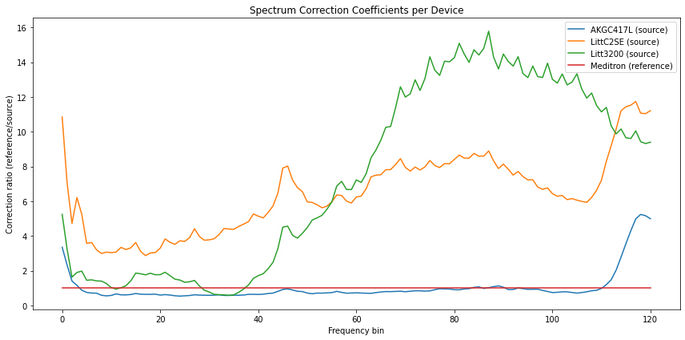 Spectrum Correction Coefficients per Device
AKGC417L (source)
LittC2SE (source)
Litt3200 (source)
Meditron (reference)
Correction ratio (reference/source)
16
14
12
10
8
6
4
2
0
0 20 40 60 80 100 120
Frequency bin